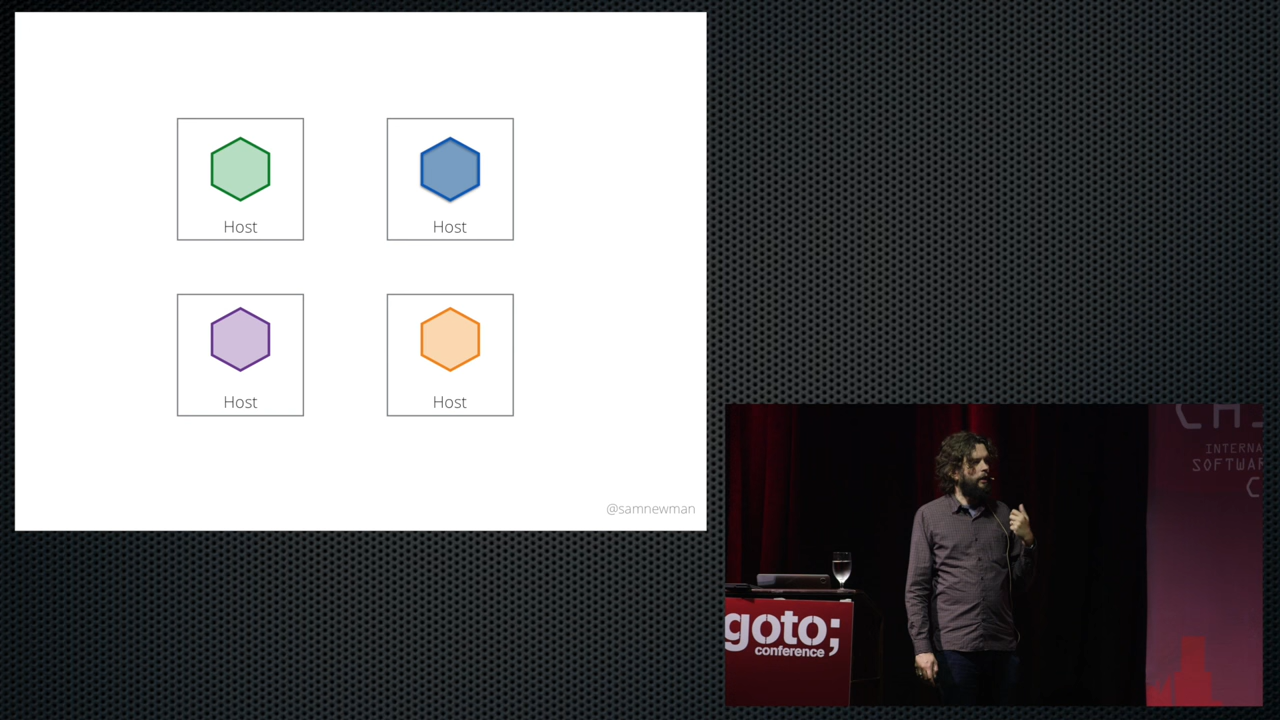 Host
Host
Host
Host
@samnewman
goto;
conference
INTERNA
SOFTWAR